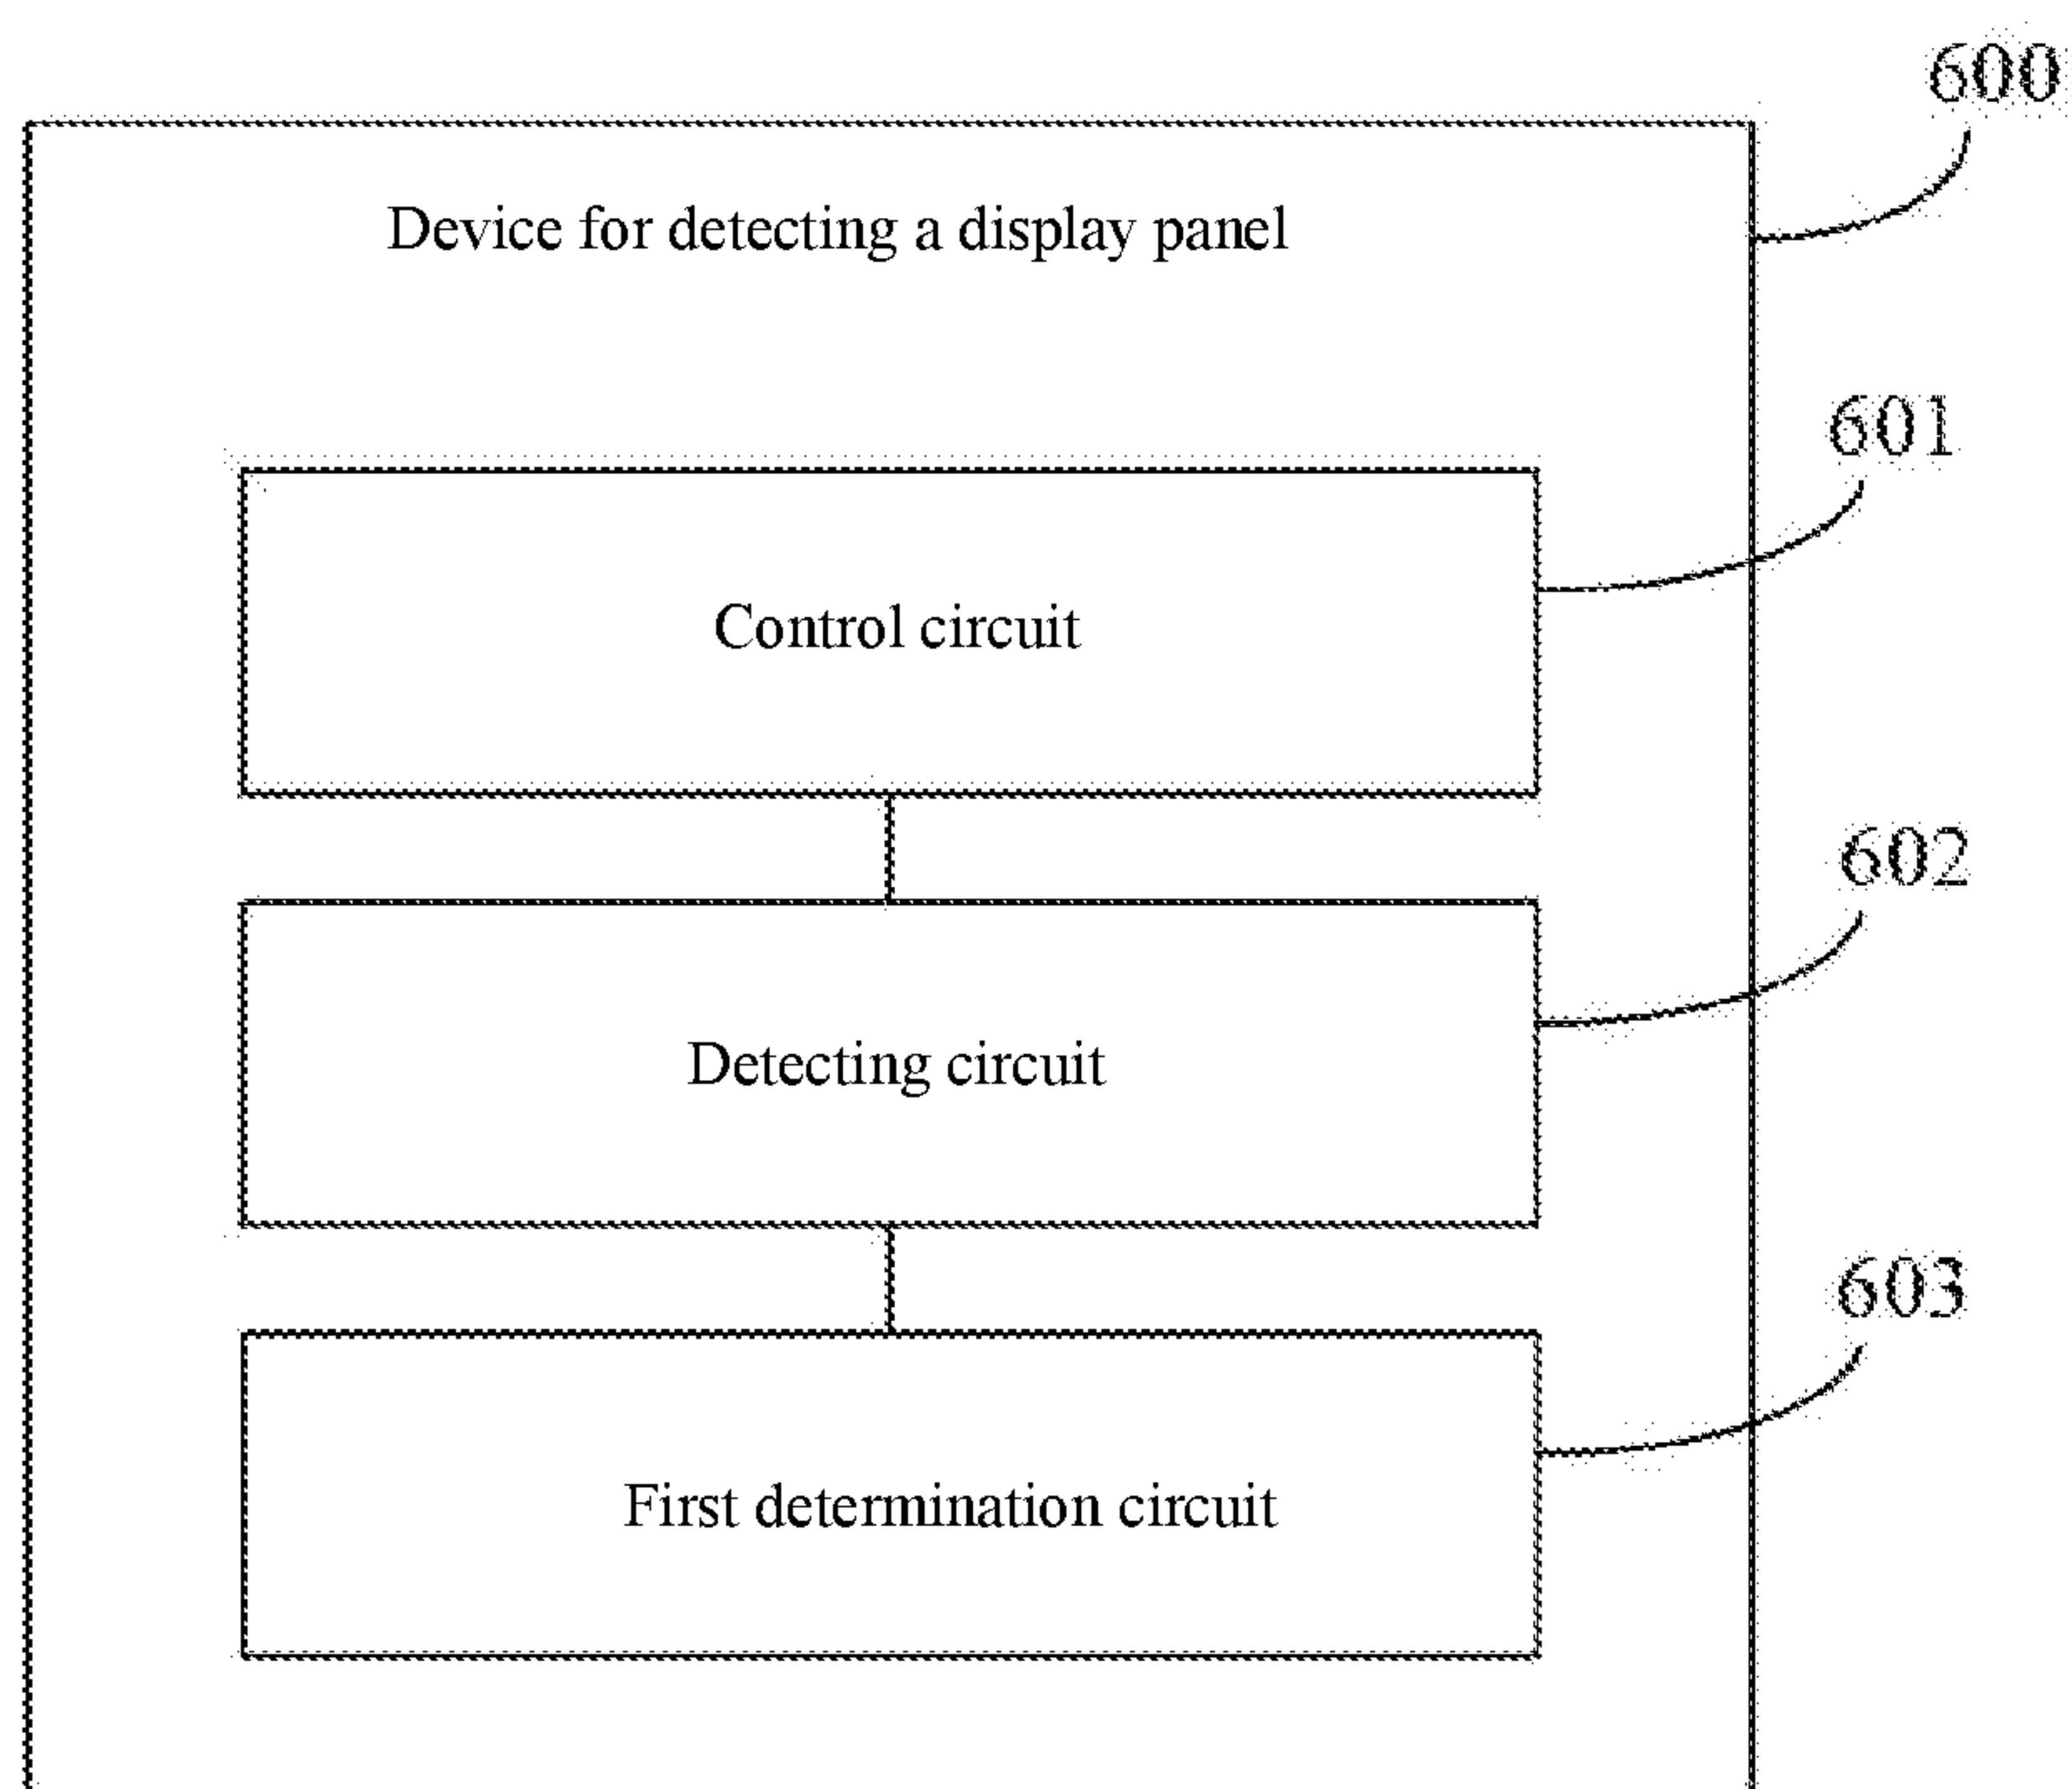 600
Device for detecting a display panel
601
Control circuit
602
Detecting circuit
603
First determination circuit